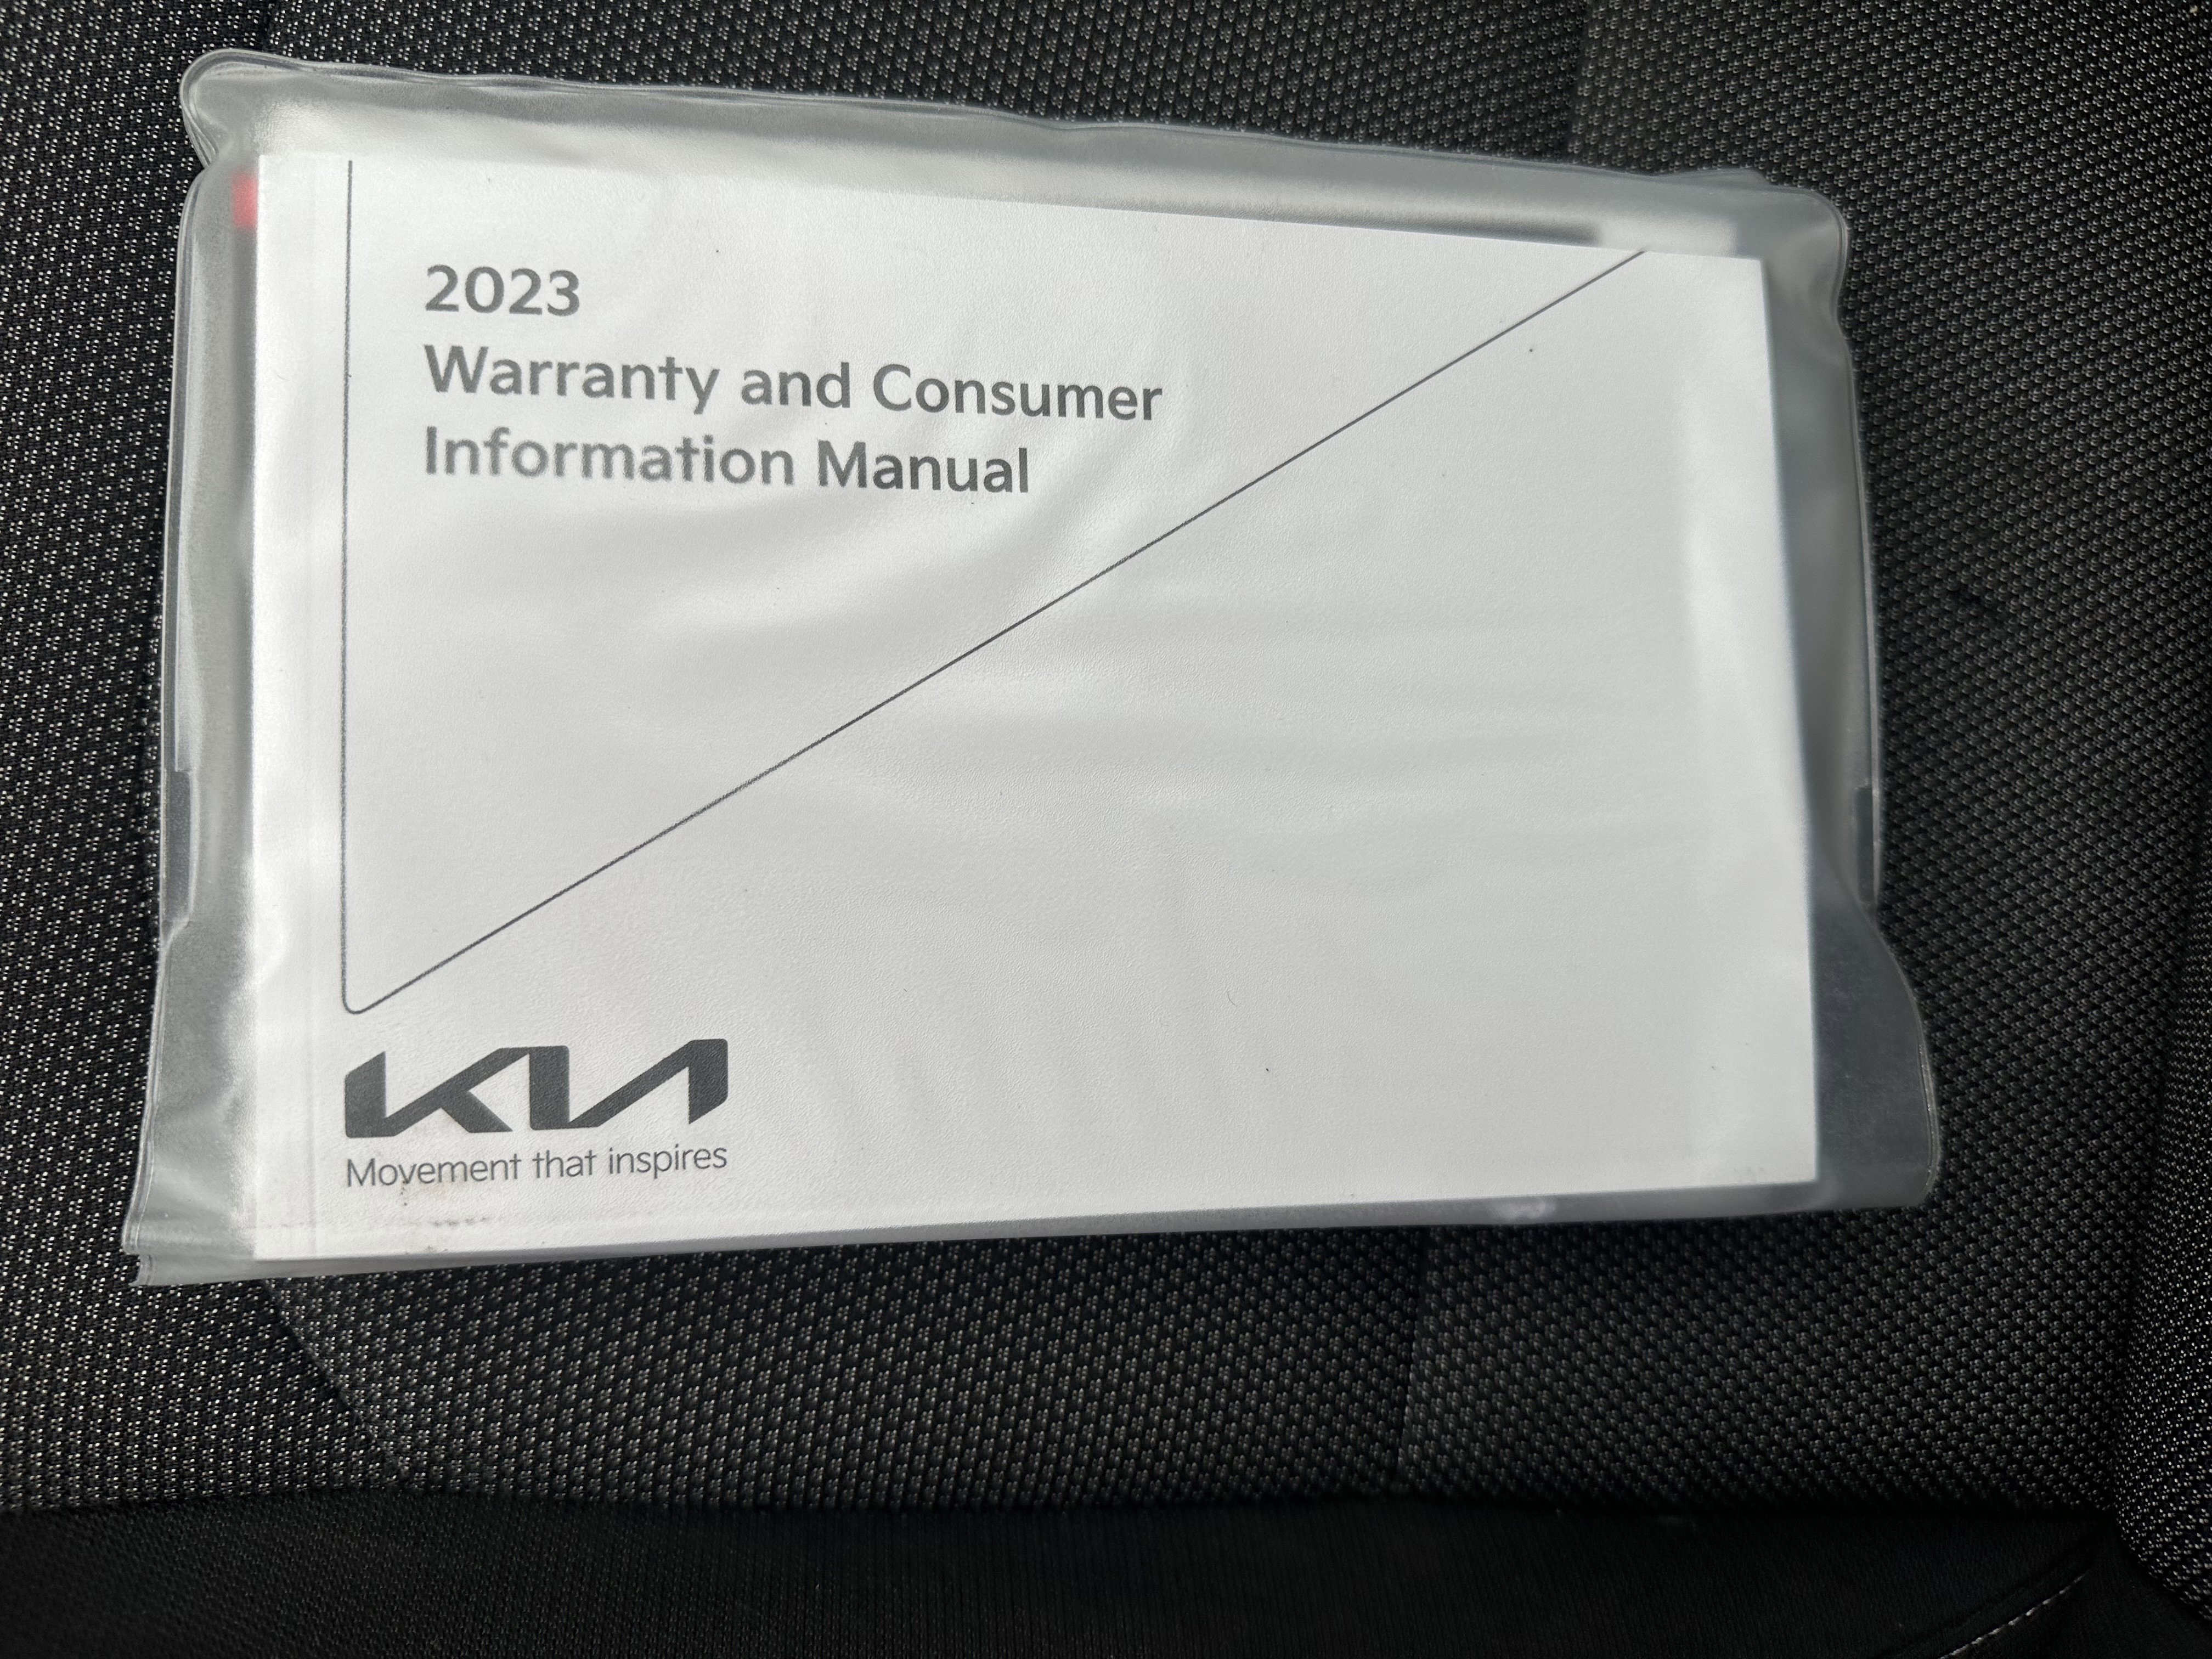 2023
Warranty and Consumer
Information Manual
KIA
Movement that inspires